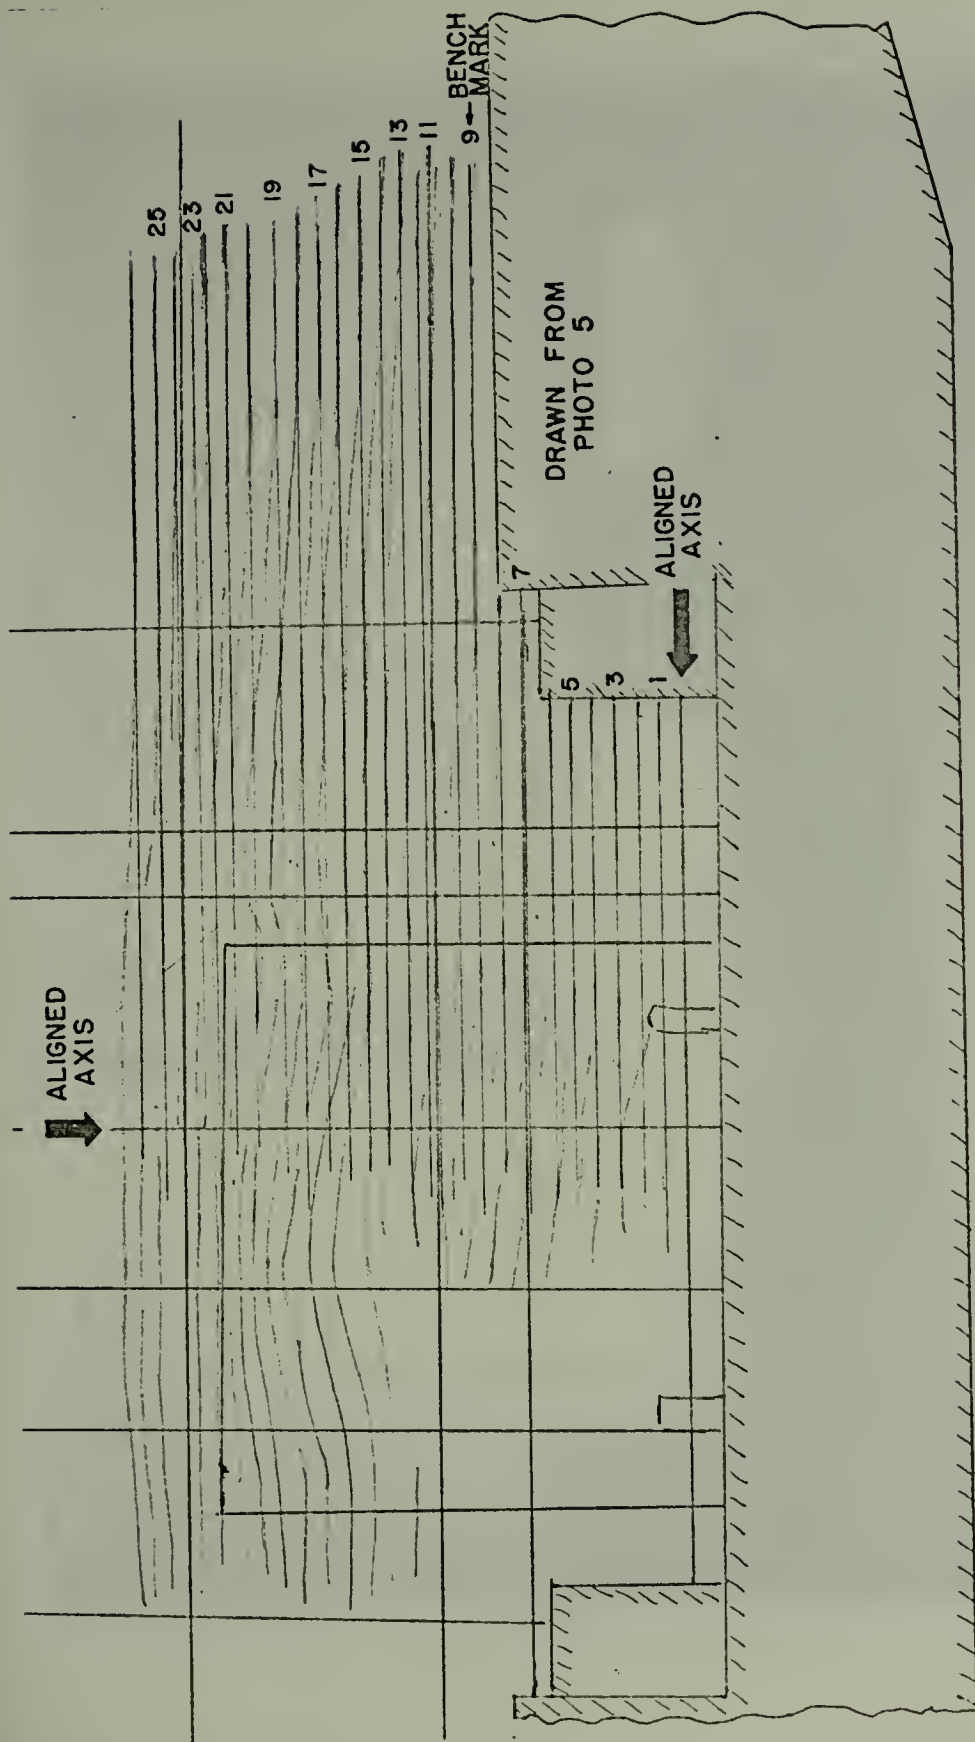 25
23
21
19
17
15
13
11
9 ← BENCH
MARK
DRAWN FROM
PHOTO 5
7
5
3
1
ALIGNED
AXIS
ALIGNED
AXIS